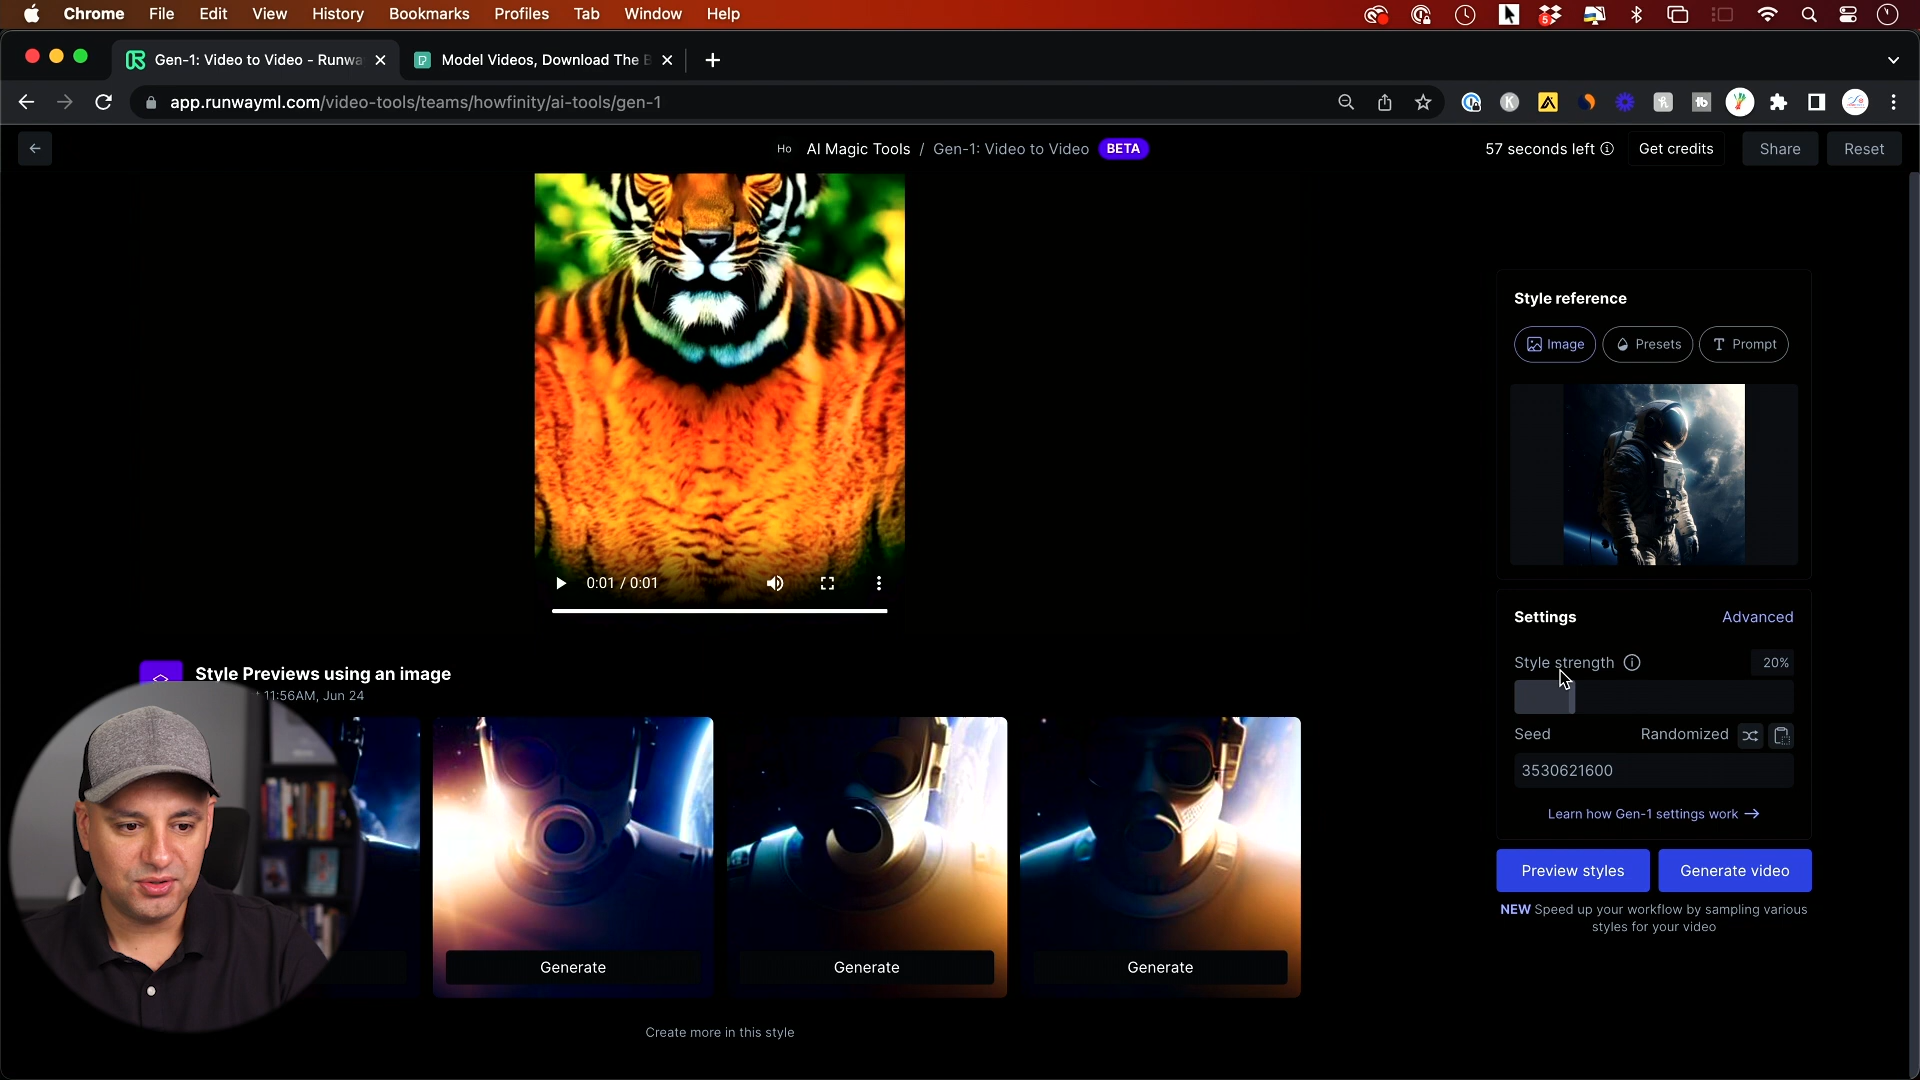 Chrome File Edit View History Bookmarks Profiles Tab Window Help
5
Gen-1: Video to Video - Runwa
Model Videos, Download The B
app.runwayml.com/video-tools/teams/howfinity/ai-tools/gen-1
Ho AI Magic Tools / Gen-1: Video to Video BETA
57 seconds left Get credits Share Reset
Style reference
Image Presets T Prompt
0:01 / 0:01
Settings Advanced
Style strength 20%
Seed Randomized
3530621600
Learn how Gen-1 settings work →
Preview styles Generate video
NEW Speed up your workflow by sampling various
styles for your video
Style Previews using an image
11:56AM, Jun 24
Generate Generate Generate
Create more in this style